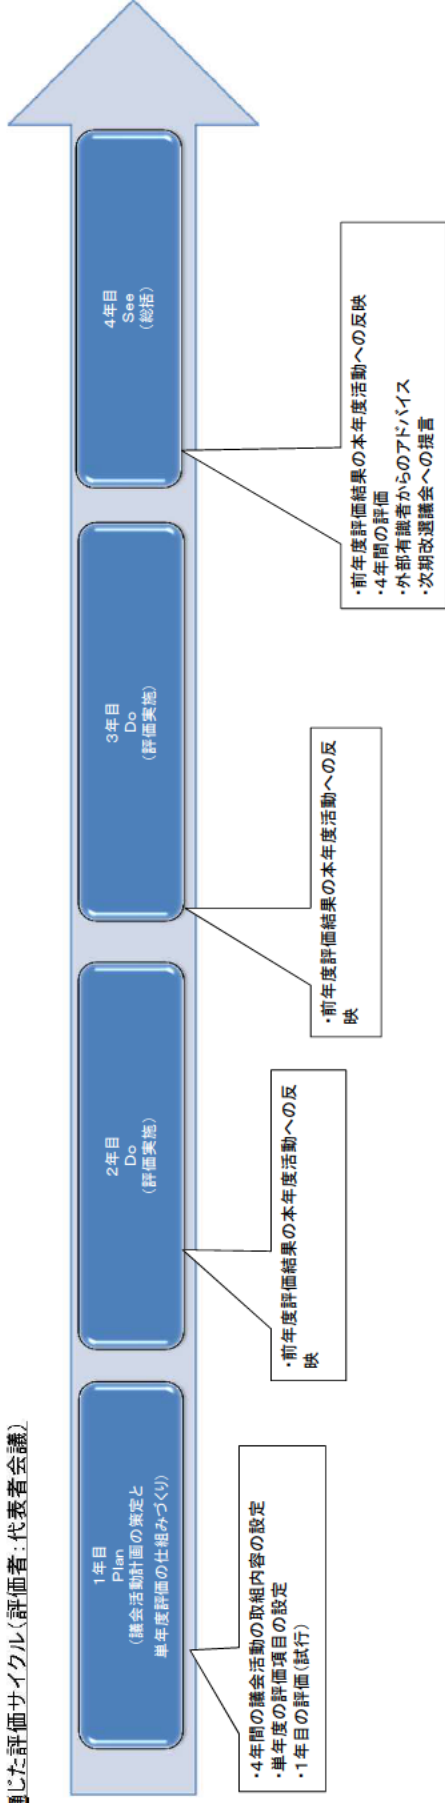 じた評価サイクル(評価者:代表者会議)
1年目
Plan
(議会活動計画の策定と
単年度評価の仕組みづくり)
・4年間の議会活動の取組内容の設定
・単年度の評価項目の設定
・1年目の評価(試行)
2年目
Do
(評価実施)
・前年度評価結果の本年度活動への反
映
3年目
Do
(評価実施)
・前年度評価結果の本年度活動への反
映
4年目
See
(総括)
・前年度評価結果の本年度活動への反映
・4年間の評価
・外部有識者からのアドバイス
・次期改選議会への提言